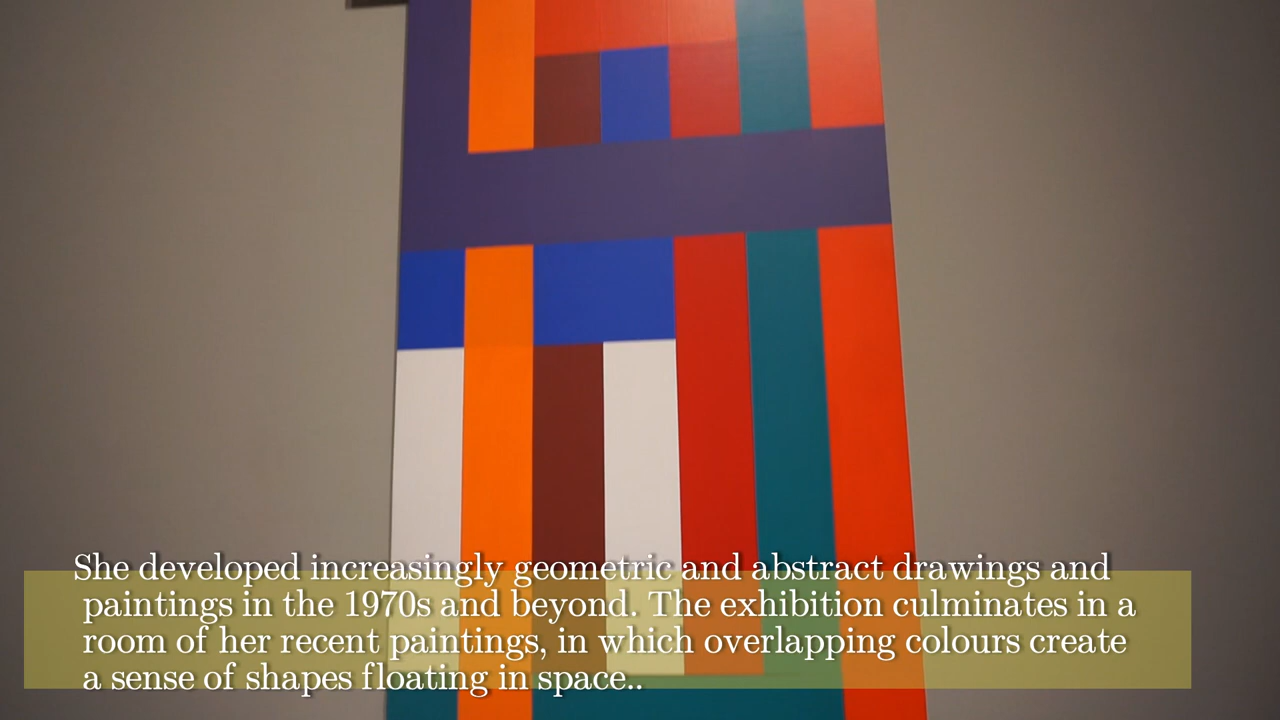 She developed increasingly geometric and abstract drawings and
paintings in the 1970s and beyond. The exhibition culminates in a
room of her recent paintings, in which overlapping colours create
a sense of shapes floating in space..